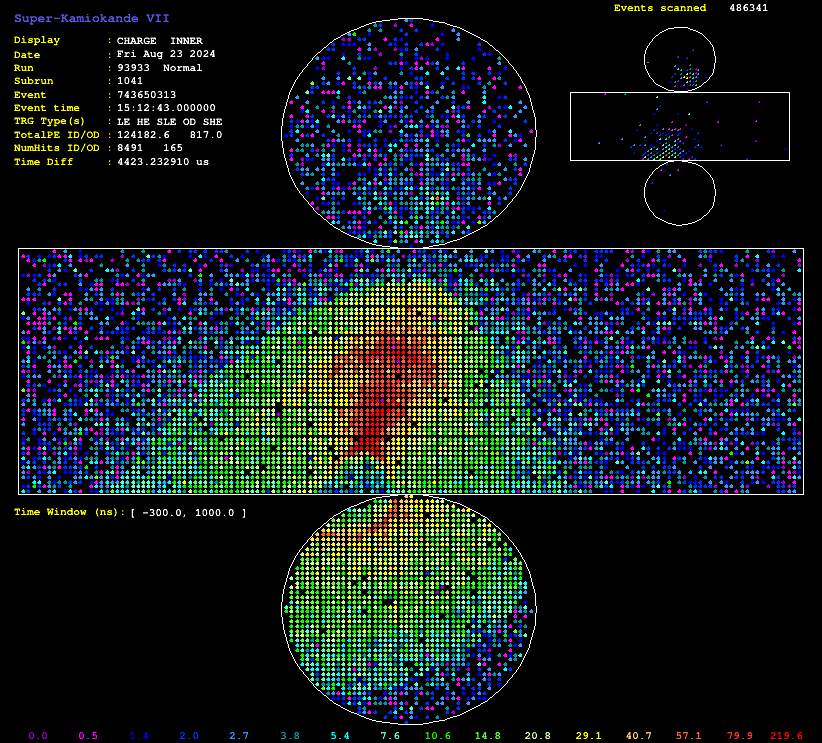 Super-Kamiokande VII
Events scanned 486341
Display : CHARGE INNER
Date : Fri Aug 23 2024
Run : 93933 Normal
Subrun : 1041
Event : 743650313
Event time : 15:12:43.000000
TRG Type(s) : LE HE SLE OD SHE
TotalPE ID/OD : 124182.6 817.0
NumHits ID/OD : 8491 165
Time Diff : 4423.232910 us
Time Window (ns): [ -300.0, 1000.0 ]
0.0 0.5 1.4 2.0 2.7 3.8 5.4 7.6 10.6 14.8 20.8 29.1 40.7 57.1 79.9 219.6